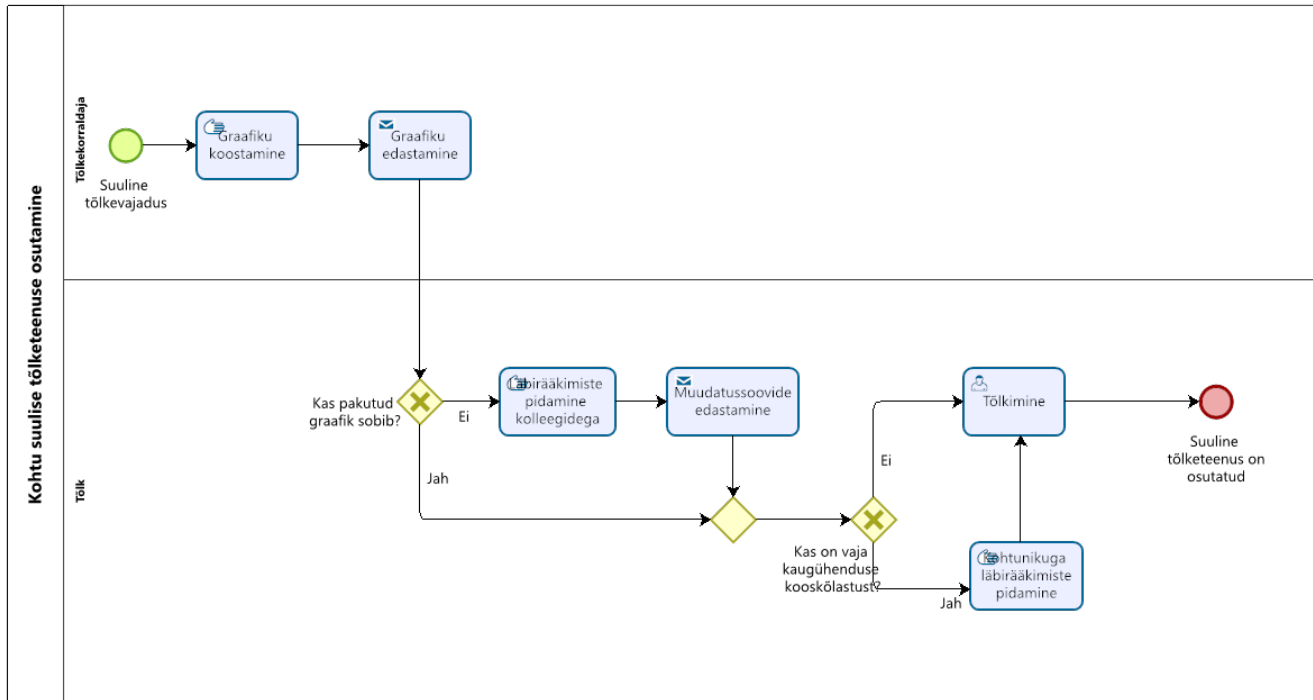 Kohtu suulise tõlketeenuse osutamine
Tõlkekorraldaja
Suuline
tõlkevajadus
Graafiku
koostamine
Graafiku
edastamine
Tõlk
Kas pakutud
graafik sobib?
Ei
Jah
Läbirääkimiste
pidamine
kolleegidega
Muudatussoovide
edastamine
Kas on vaja
kaugühenduse
kooskõlastust?
Ei
Jah
Tõlkimine
Kohtunikuga
läbirääkimiste
pidamine
Suuline
tõlketeenus on
osutatud